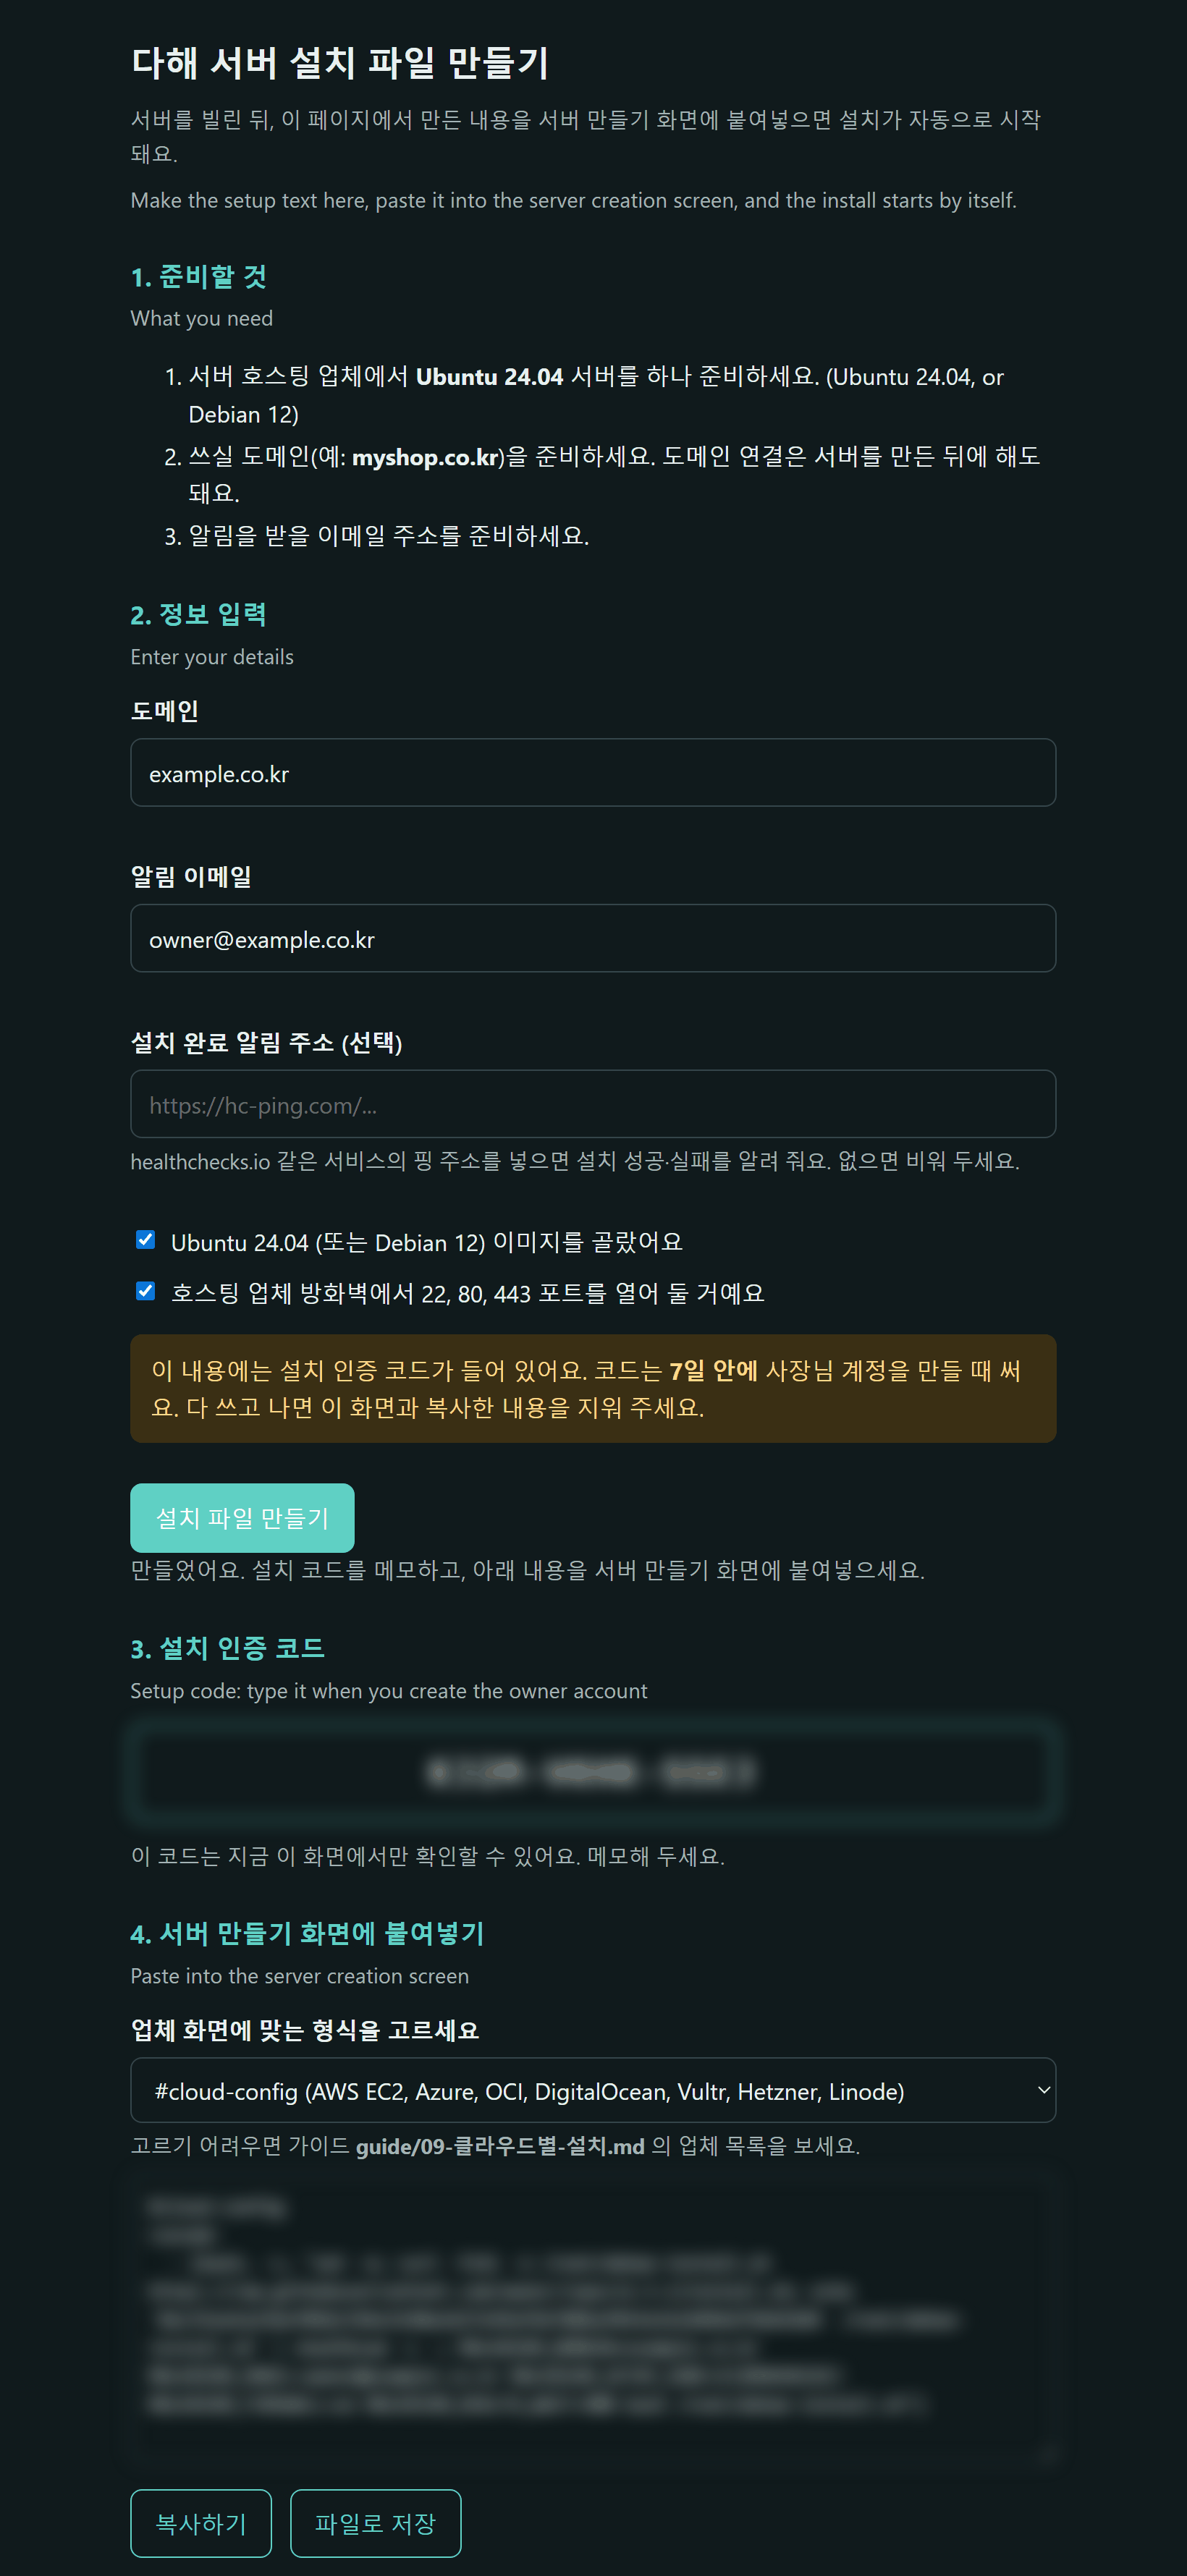 다해 서버 설치 파일 만들기
서버를 빌린 뒤, 이 페이지에서 만든 내용을 서버 만들기 화면에 붙여넣으면 설치가 자동으로 시작
돼요.
Make the setup text here, paste it into the server creation screen, and the install starts by itself.
1. 준비할 것
What you need
1. 서버 호스팅 업체에서 Ubuntu 24.04 서버를 하나 준비하세요. (Ubuntu 24.04, or
Debian 12)
2. 쓰실 도메인(예: myshop.co.kr)을 준비하세요. 도메인 연결은 서버를 만든 뒤에 해도
돼요.
3. 알림을 받을 이메일 주소를 준비하세요.
2. 정보 입력
Enter your details
도메인
example.co.kr
알림 이메일
owner@example.co.kr
설치 완료 알림 주소 (선택)
https://hc-ping.com/...
healthchecks.io 같은 서비스의 핑 주소를 넣으면 설치 성공·실패를 알려 줘요. 없으면 비워 두세요.
Ubuntu 24.04 (또는 Debian 12) 이미지를 골랐어요
호스팅 업체 방화벽에서 22, 80, 443 포트를 열어 둘 거예요
이 내용에는 설치 인증 코드가 들어 있어요. 코드는 7일 안에 사장님 계정을 만들 때 써
요. 다 쓰고 나면 이 화면과 복사한 내용을 지워 주세요.
설치 파일 만들기
만들었어요. 설치 코드를 메모하고, 아래 내용을 서버 만들기 화면에 붙여넣으세요.
3. 설치 인증 코드
Setup code: type it when you create the owner account
이 코드는 지금 이 화면에서만 확인할 수 있어요. 메모해 두세요.
4. 서버 만들기 화면에 붙여넣기
Paste into the server creation screen
업체 화면에 맞는 형식을 고르세요
#cloud-config (AWS EC2, Azure, OCI, DigitalOcean, Vultr, Hetzner, Linode)
고르기 어려우면 가이드 guide/09-클라우드별-설치.md 의 업체 목록을 보세요.
복사하기 파일로 저장